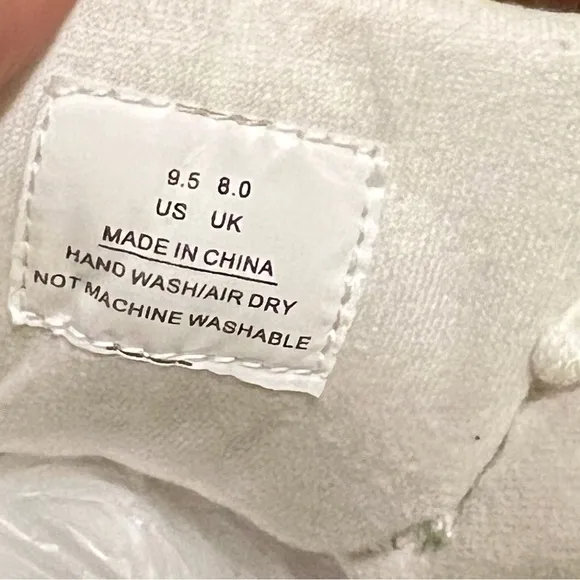 9.5 8.0
US UK
MADE IN CHINA
HAND WASH/AIR DRY
NOT MACHINE WASHABLE